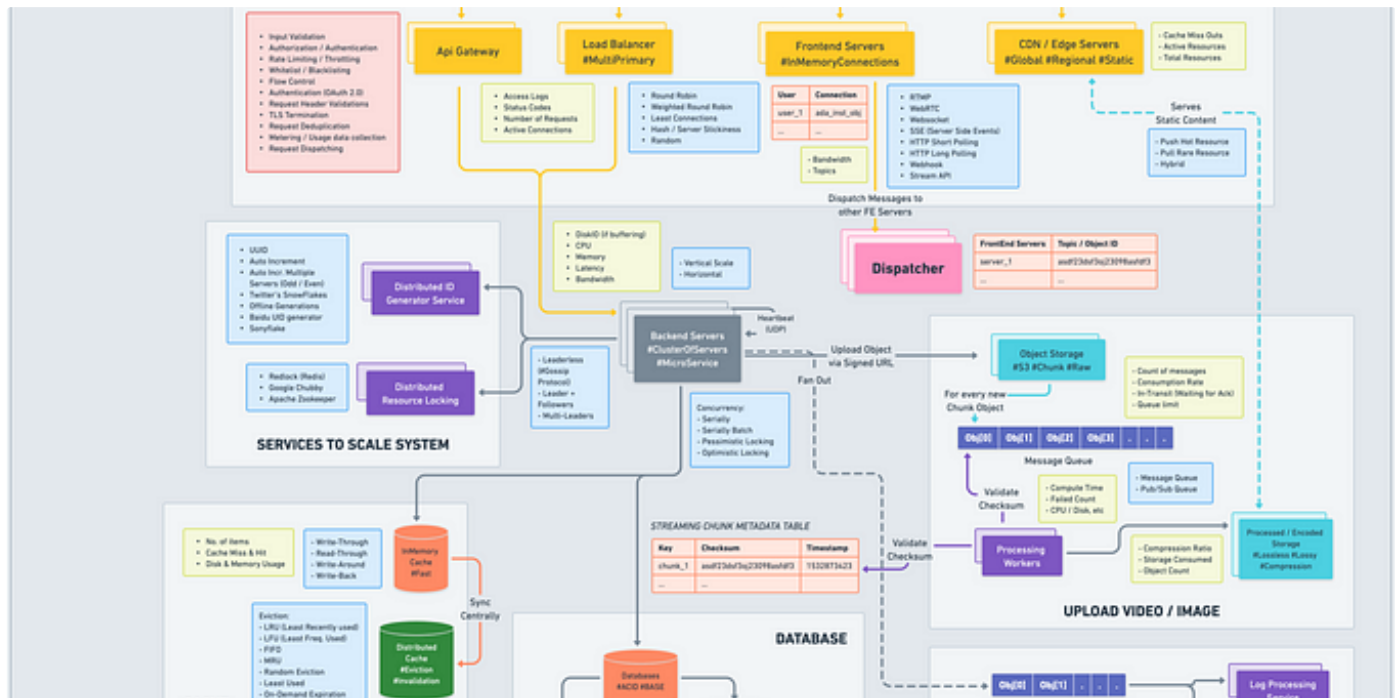 • Input Validation
• Authorization / Authentication
• Rate Limiting / Throttling
• Whitelist / Blacklisting
• Flow Control
• Authentication (OAuth 2.0)
• Request Header Validations
• TLS Termination
• Request Deduplication
• Metering / Usage data collection
• Request Dispatching
Api Gateway
Load Balancer
#MultiPrimary
Frontend Servers
#InMemoryConnections
CDN / Edge Servers
#Global #Regional #Static
- Cache Miss Outs
- Active Resources
- Total Resources
• Access Logs
• Status Codes
• Number of Requests
• Active Connections
• Round Robin
• Weighted Round Robin
• Least Connections
• Hash / Server Stickiness
• Random
User Connection
user_1
... ...
- Bandwidth
- Topics
• RTMP
• WebRTC
• Websocket
• SSE (Server Side Events)
• HTTP Short Polling
• HTTP Long Polling
• Webhook
• Stream API
Serves
Static Content
- Push Hot Resource
- Pull Rare Resource
- Hybrid
Dispatch Messages to
other FE Servers
Dispatcher
FrontEnd Servers Topic / Object ID
server_1
... ...
• UUID
• Auto Increment
• Auto Incr. Multiple
Servers (Odd / Even)
• Twitter's SnowFlakes
• Offline Generations
• Baidu UID generator
• Sonyflake
Distributed ID
Generator Service
• Redlock (Redis)
• Google Chubby
• Apache Zookeeper
Distributed
Resource Locking
SERVICES TO SCALE SYSTEM
• DiskIO (if buffering)
• CPU
• Memory
• Latency
• Bandwidth
- Vertical Scale
- Horizontal
Backend Servers
#ClusterOfServers
#MicroService
Heartbeat
(UDP)
- Leaderless
(#Gossip
Protocol)
- Leader +
Followers
- Multi-Leaders
Concurrency:
- Serially
- Serially Batch
- Pessimistic Locking
- Optimistic Locking
Upload Object
via Signed URL
Fan Out
Object Storage
#S3 #Chunk #Raw
For every new
Chunk Object
- Count of messages
- Consumption Rate
- In-Transit (Waiting for Ack)
- Queue limit
Obj[0] Obj[1] Obj[2] Obj[3] . . .
Message Queue
- Message Queue
- Pub/Sub Queue
Validate
Checksum
- Compute Time
- Failed Count
- CPU / Disk, etc
Processing
Workers
Validate
Checksum
- Compression Ratio
- Storage Consumed
- Object Count
Processed / Encoded
Storage
#Lossless #Lossy
#Compression
UPLOAD VIDEO / IMAGE
STREAMING CHUNK METADATA TABLE
Key Checksum Timestamp
chunk_1 1532873423
... ...
• No. of items
• Cache Miss & Hit
• Disk & Memory Usage
- Write-Through
- Read-Through
- Write-Around
- Write-Back
InMemory
Cache
#Fast
Sync
Centrally
Eviction:
- LRU (Least Recently used)
- LFU (Least Freq. Used)
- FIFO
- MRU
- Random Eviction
- Least Used
- On-Demand Expiration
Distributed
Cache
#Eviction
#Invalidation
DATABASE
Databases
#ACID #BASE
Obj[0] Obj[1] . . .
Log Processing